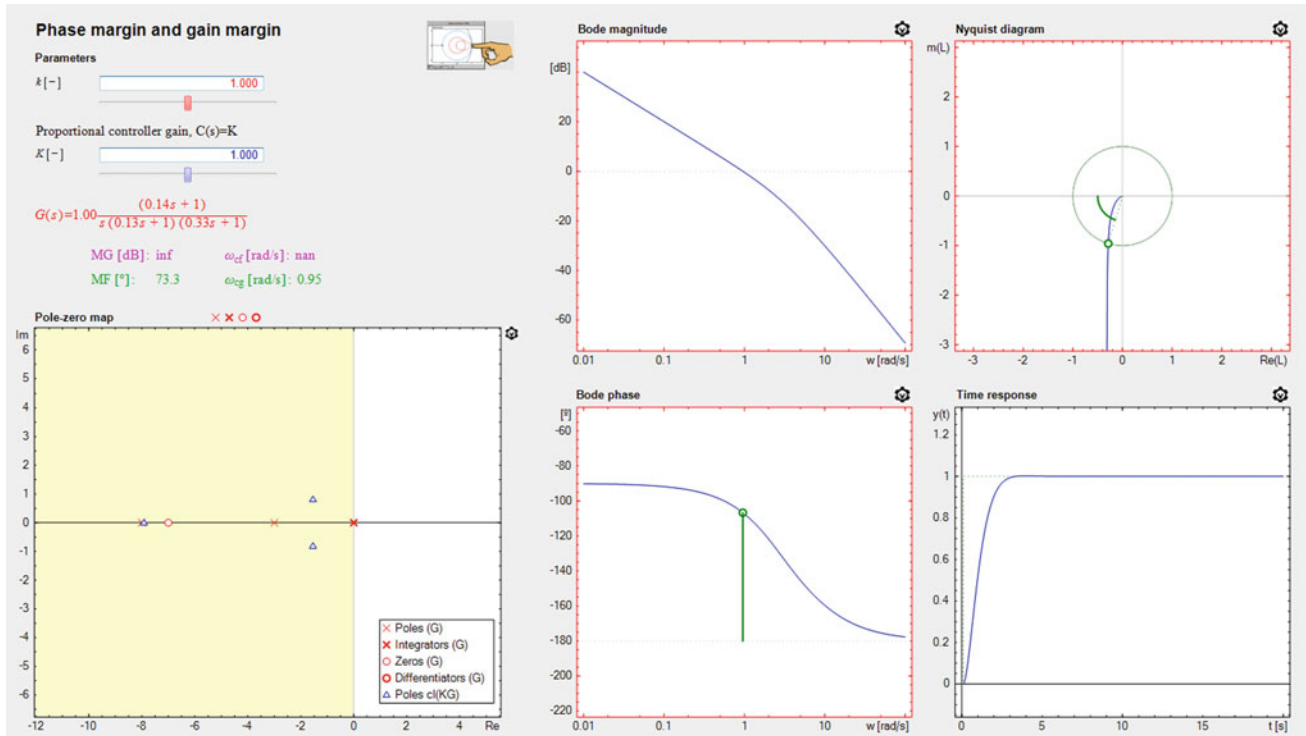 Phase margin and gain margin
Parameters
k [−] 1.000
Proportional controller gain, C(s)=K
K [−] 1.000
G(s)=1.00 (0.14s + 1)
s (0.13s + 1) (0.33s + 1)
MG [dB]: inf ωcf [rad/s]: nan
MF [º]: 73.3 ωcg [rad/s]: 0.95
Pole-zero map
Im
6
5
4
3
2
1
0
-1
-2
-3
-4
-5
-6
-12 -10 -8 -6 -4 -2 0 2 4 Re
Poles (G)
Integrators (G)
Zeros (G)
Differentiators (G)
Poles cl(KG)
Bode magnitude
[dB]
20
0
-20
-40
-60
0.01 0.1 1 10 w [rad/s]
Bode phase
[º]
-60
-80
-100
-120
-140
-160
-180
-200
-220
0.01 0.1 1 10 w [rad/s]
Nyquist diagram
m(L)
2
1
0
-1
-2
-3
-3 -2 -1 0 1 2 Re(L)
Time response
y(t)
1.2
1
0.8
0.6
0.4
0.2
0
0 5 10 15 t [s]